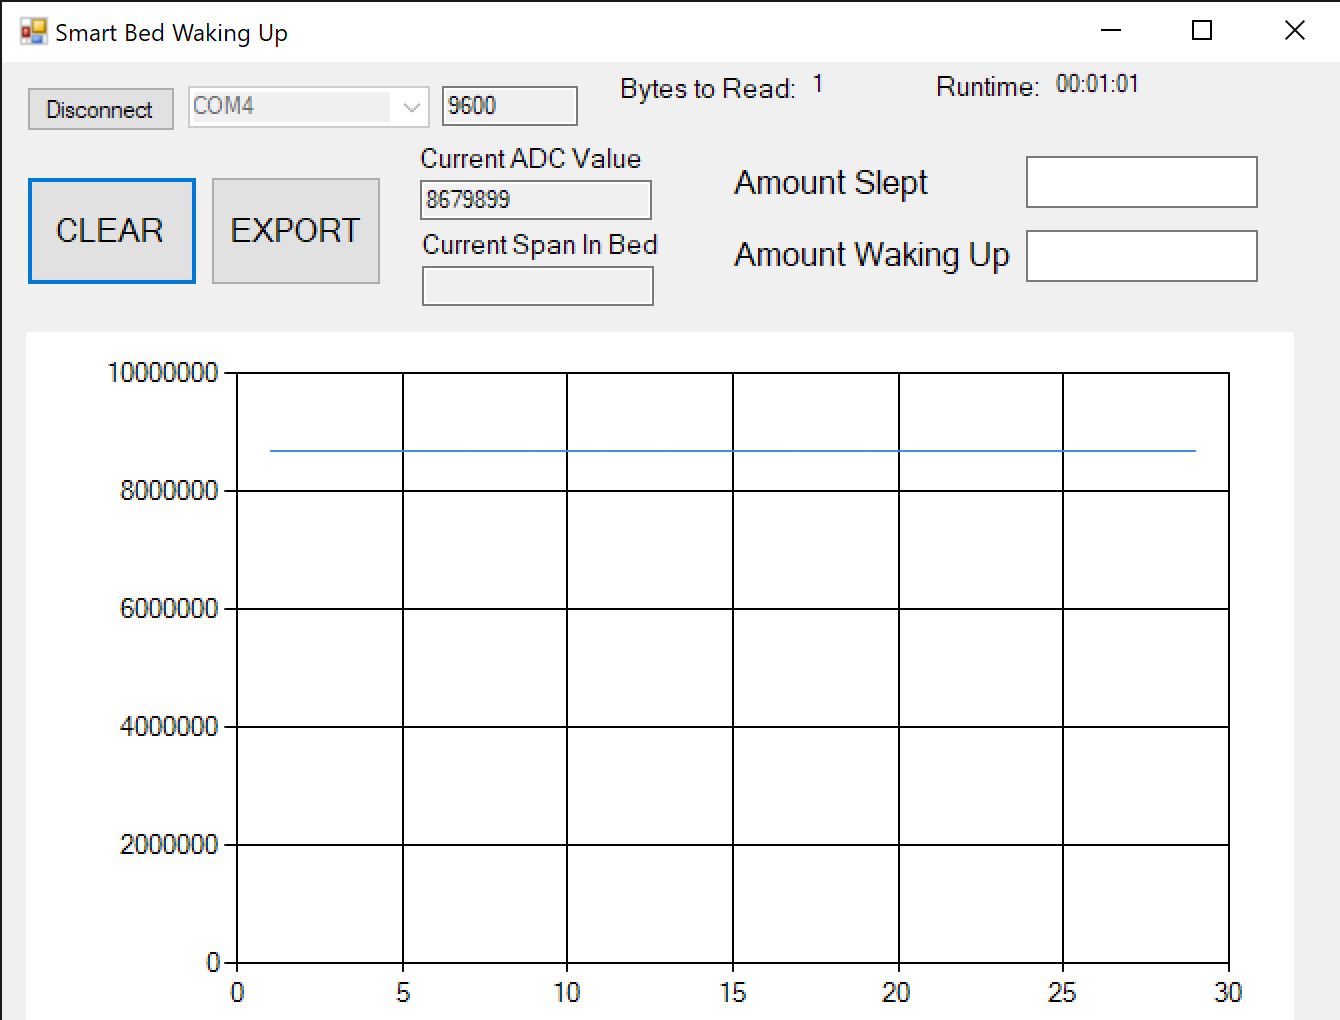 Smart Bed Waking Up
Disconnect COM4 9600 Bytes to Read: 1 Runtime: 00:01:01
Current ADC Value
8679899
CLEAR EXPORT
Current Span In Bed
Amount Slept
Amount Waking Up
10000000
8000000
6000000
4000000
2000000
0
0 5 10 15 20 25 30